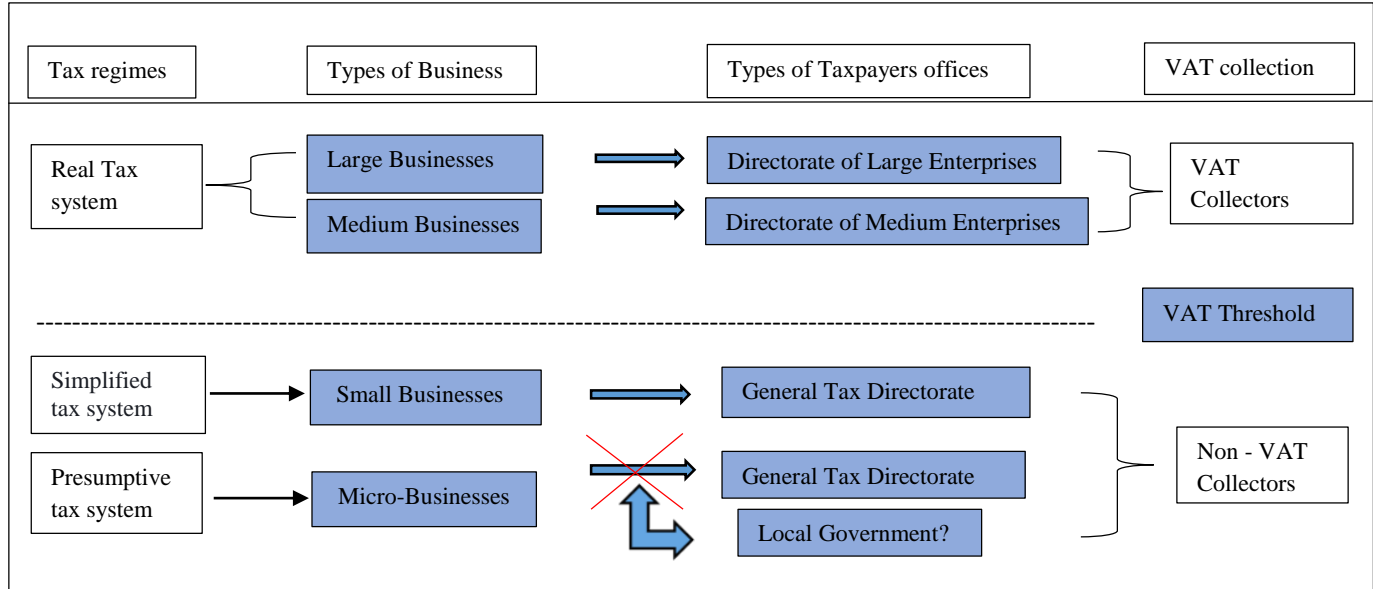 Tax regimes
Types of Business
Types of Taxpayers offices
VAT collection
Real Tax
system
Large Businesses
Medium Businesses
Directorate of Large Enterprises
Directorate of Medium Enterprises
VAT
Collectors
VAT Threshold
Simplified
tax system
Small Businesses
General Tax Directorate
Presumptive
tax system
Micro-Businesses
General Tax Directorate
Local Government?
Non - VAT
Collectors